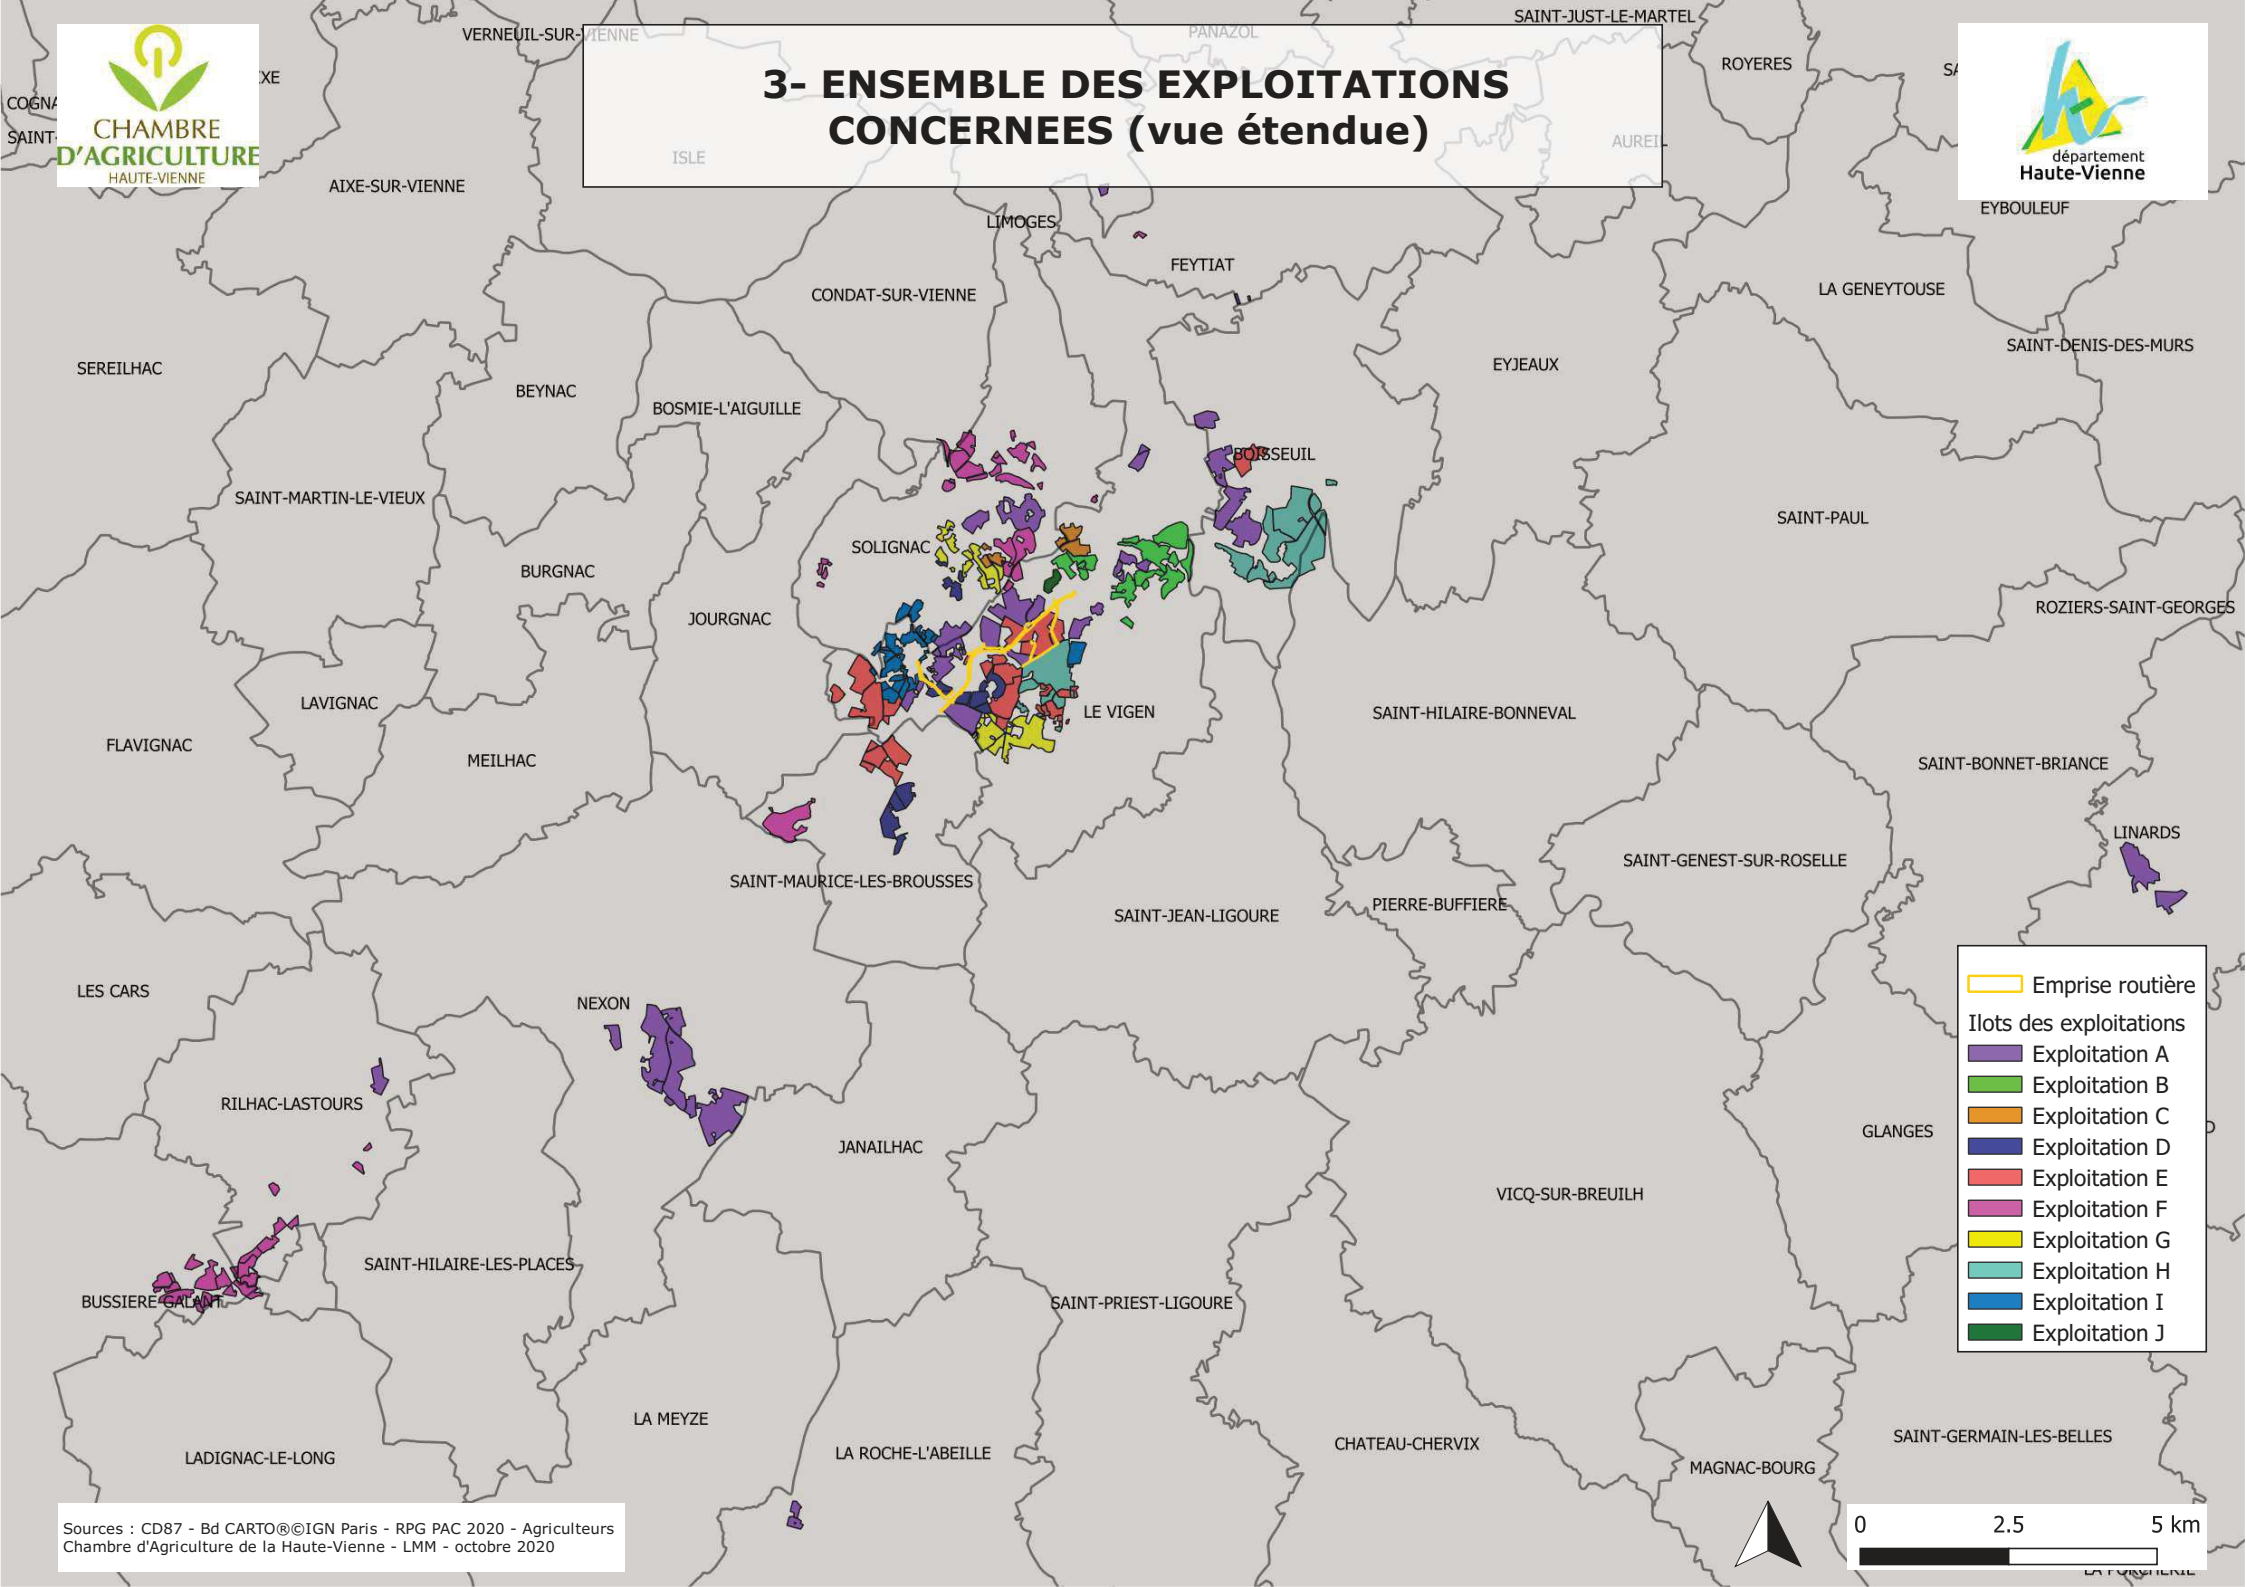 SAINT-JUST-LE-MARTEL
VERNEUIL-SUR-VIENNE
PANAZOL
ROYERES
3- ENSEMBLE DES EXPLOITATIONS
CONCERNEES (vue étendue)
CHAMBRE
D'AGRICULTURE
HAUTE-VIENNE
département
Haute-Vienne
ISLE
AUREIL
AIXE-SUR-VIENNE
EYBOULEUF
LIMOGES
FEYTIAT
CONDAT-SUR-VIENNE
LA GENEYTOUSE
SAINT-DENIS-DES-MURS
SEREILHAC
EYJEAUX
BEYNAC
BOSMIE-L'AIGUILLE
BOISSEUIL
SAINT-MARTIN-LE-VIEUX
SAINT-PAUL
SOLIGNAC
BURGNAC
ROZIERS-SAINT-GEORGES
JOURGNAC
LAVIGNAC
LE VIGEN
SAINT-HILAIRE-BONNEVAL
FLAVIGNAC
MEILHAC
SAINT-BONNET-BRIANCE
LINARDS
SAINT-GENEST-SUR-ROSELLE
SAINT-MAURICE-LES-BROUSSES
PIERRE-BUFFIERE
SAINT-JEAN-LIGOURE
LES CARS
NEXON
RILHAC-LASTOURS
JANAILHAC
GLANGES
VICQ-SUR-BREUILH
SAINT-HILAIRE-LES-PLACES
BUSSIERE-GALANT
SAINT-PRIEST-LIGOURE
LA MEYZE
LA ROCHE-L'ABEILLE
CHATEAU-CHERVIX
SAINT-GERMAIN-LES-BELLES
LADIGNAC-LE-LONG
MAGNAC-BOURG
Emprise routière
Ilots des exploitations
Exploitation A
Exploitation B
Exploitation C
Exploitation D
Exploitation E
Exploitation F
Exploitation G
Exploitation H
Exploitation I
Exploitation J
Sources : CD87 - Bd CARTO®©IGN Paris - RPG PAC 2020 - Agriculteurs
Chambre d'Agriculture de la Haute-Vienne - LMM - octobre 2020
0 2.5 5 km